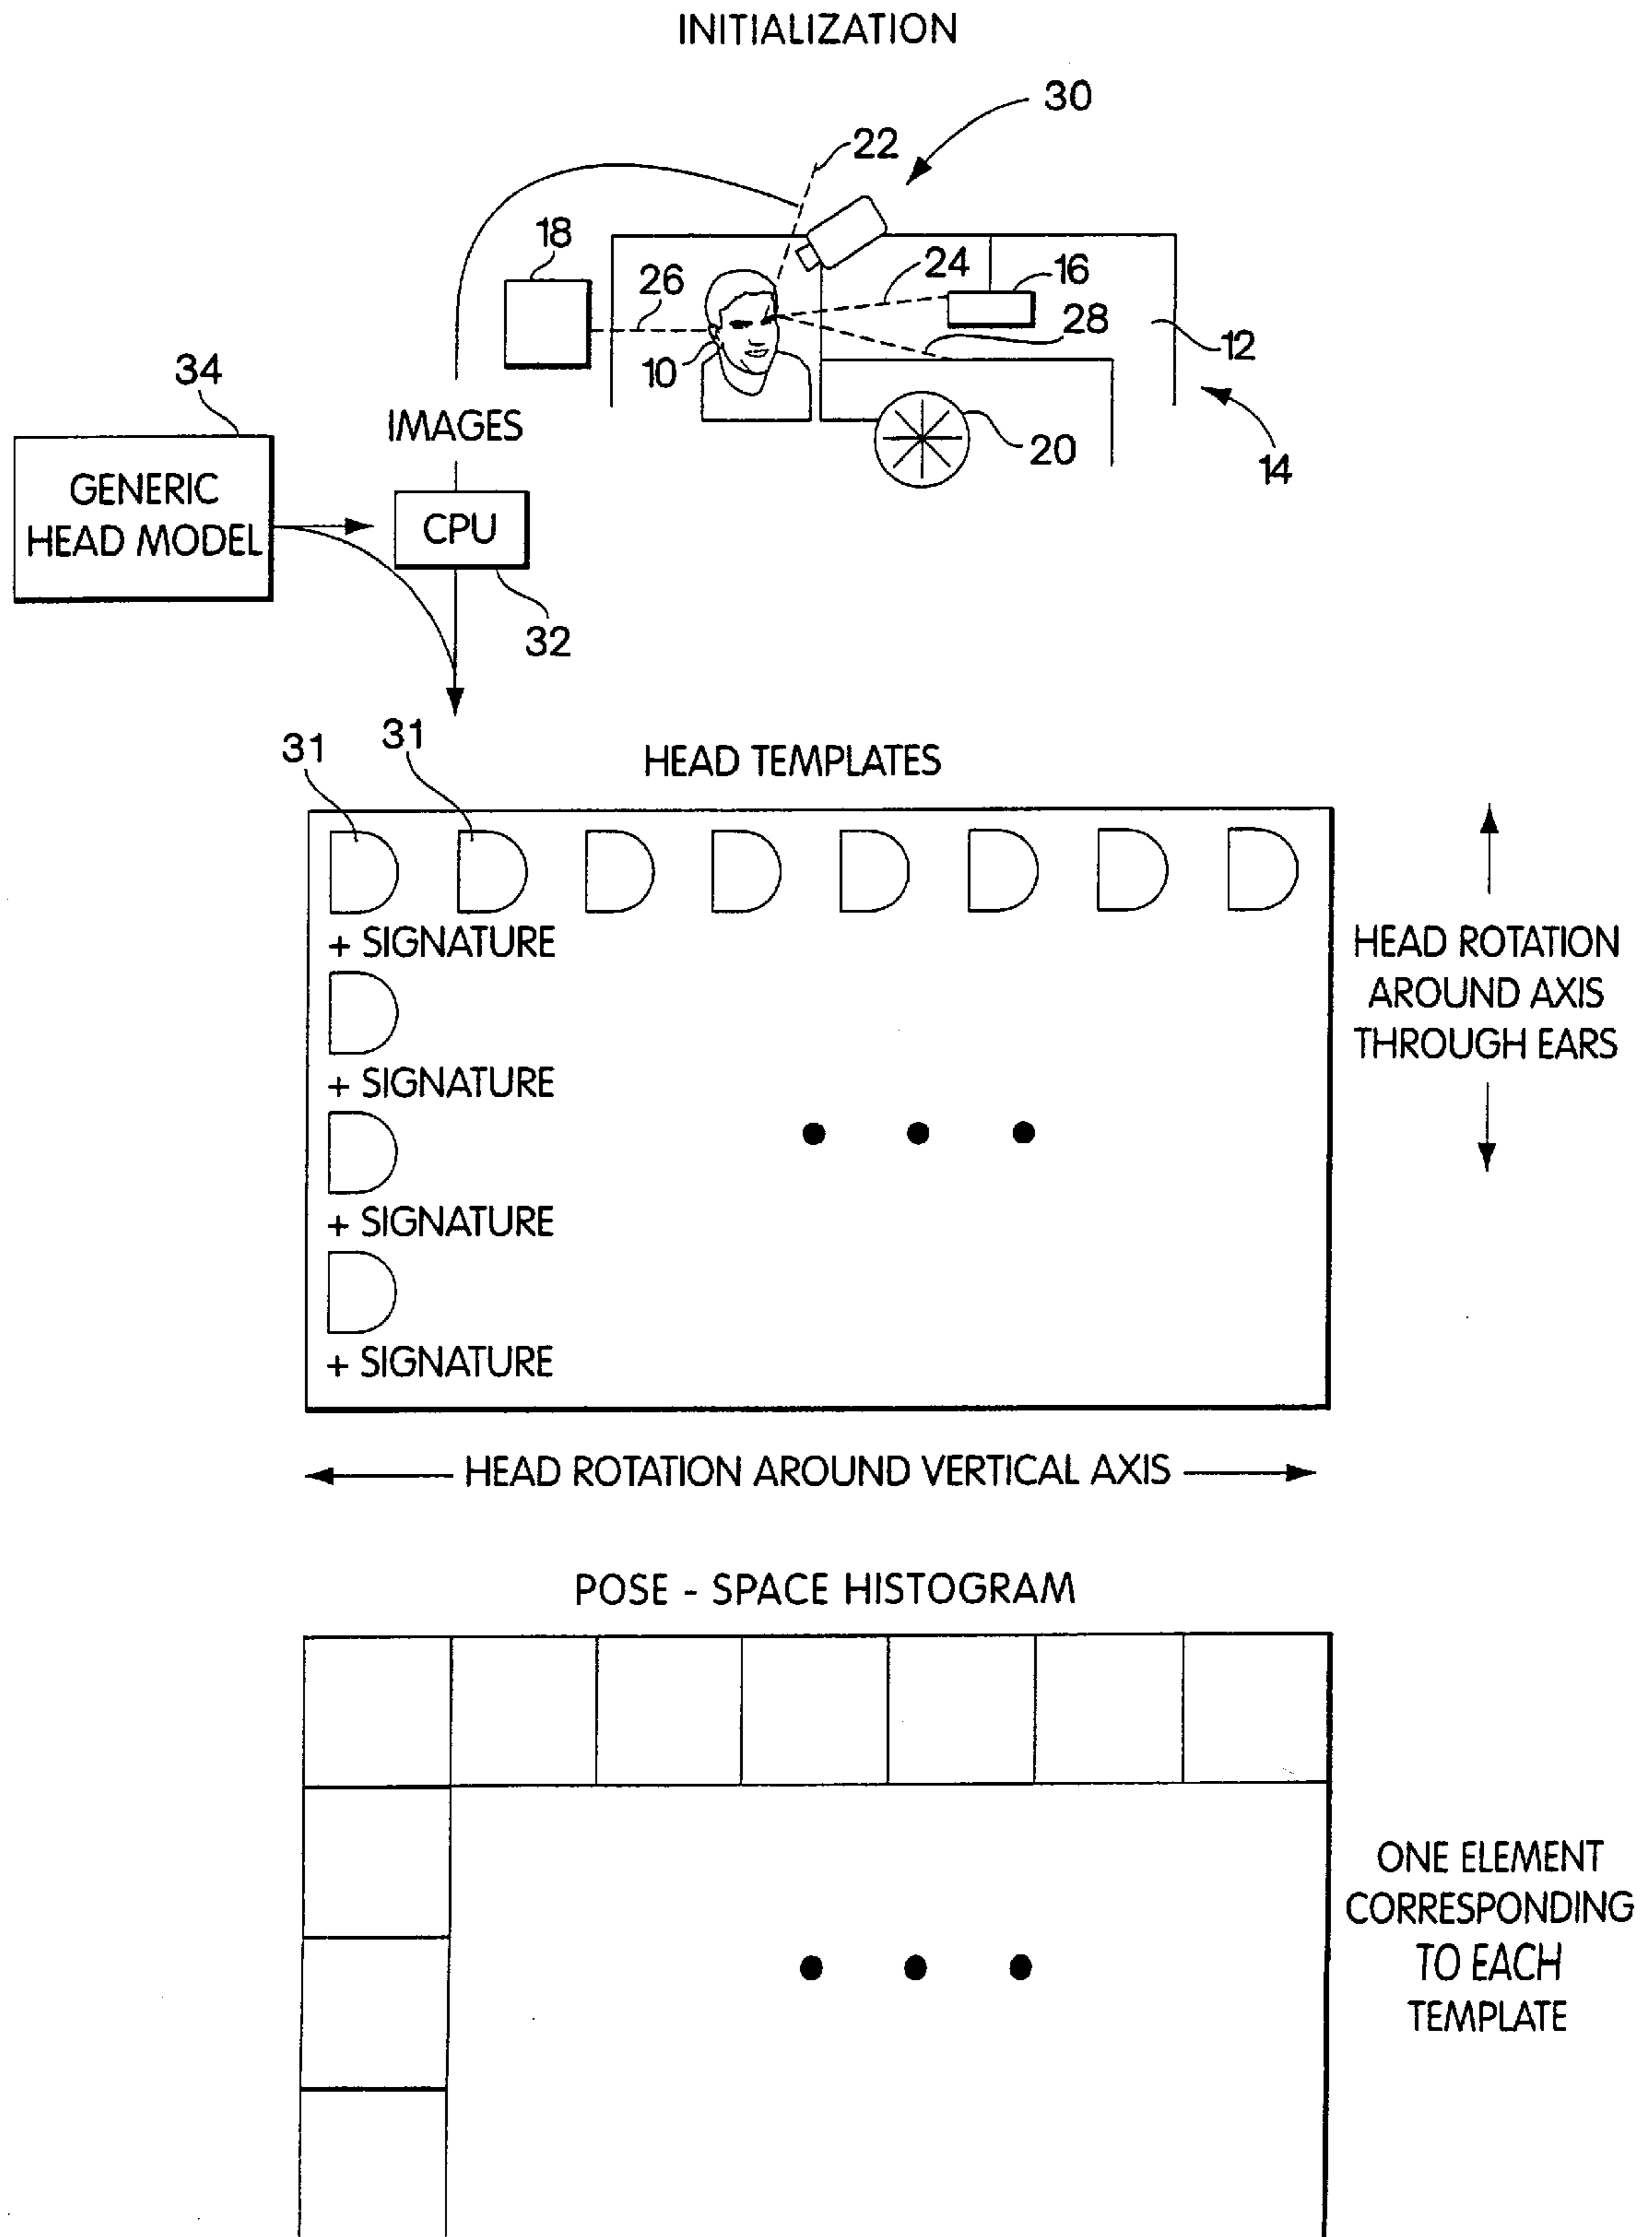 INITIALIZATION
30
22
18
26
24
16
28
10
12
34
20
14
IMAGES
GENERIC
HEAD MODEL
CPU
32
31
31
HEAD TEMPLATES
+ SIGNATURE
+ SIGNATURE
+ SIGNATURE
+ SIGNATURE
HEAD ROTATION
AROUND AXIS
THROUGH EARS
HEAD ROTATION AROUND VERTICAL AXIS
POSE - SPACE HISTOGRAM
ONE ELEMENT
CORRESPONDING
TO EACH
TEMPLATE